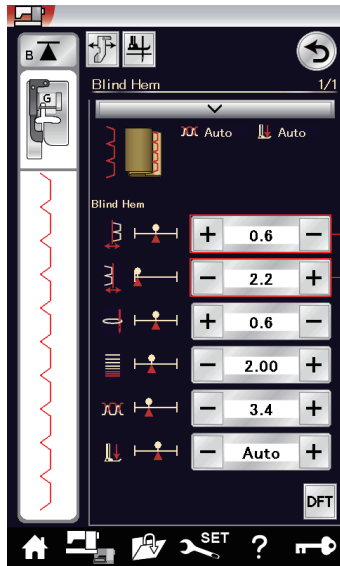 B
G
Blind Hem 1/1
Auto Auto
Blind Hem
+ 0.6 −
− 2.2 +
+ 0.6 −
− 2.00 +
− 3.4 +
− Auto +
DFT
SET ?